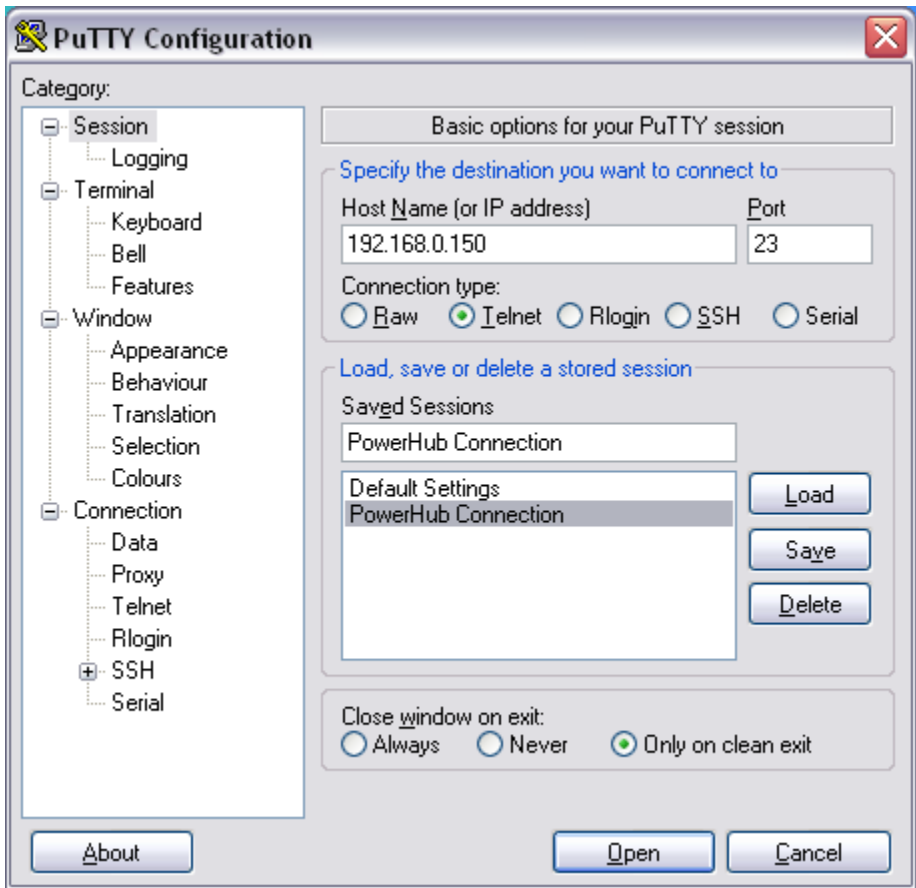 PuTTY Configuration
Category:
Session
Logging
Terminal
Keyboard
Bell
Features
Window
Appearance
Behaviour
Translation
Selection
Colours
Connection
Data
Proxy
Telnet
Rlogin
SSH
Serial
Basic options for your PuTTY session
Specify the destination you want to connect to
Host Name (or IP address) Port
192.168.0.150 23
Connection type:
Raw Telnet Rlogin SSH Serial
Load, save or delete a stored session
Saved Sessions
PowerHub Connection
Default Settings
PowerHub Connection
Load
Save
Delete
Close window on exit:
Always Never Only on clean exit
About Open Cancel